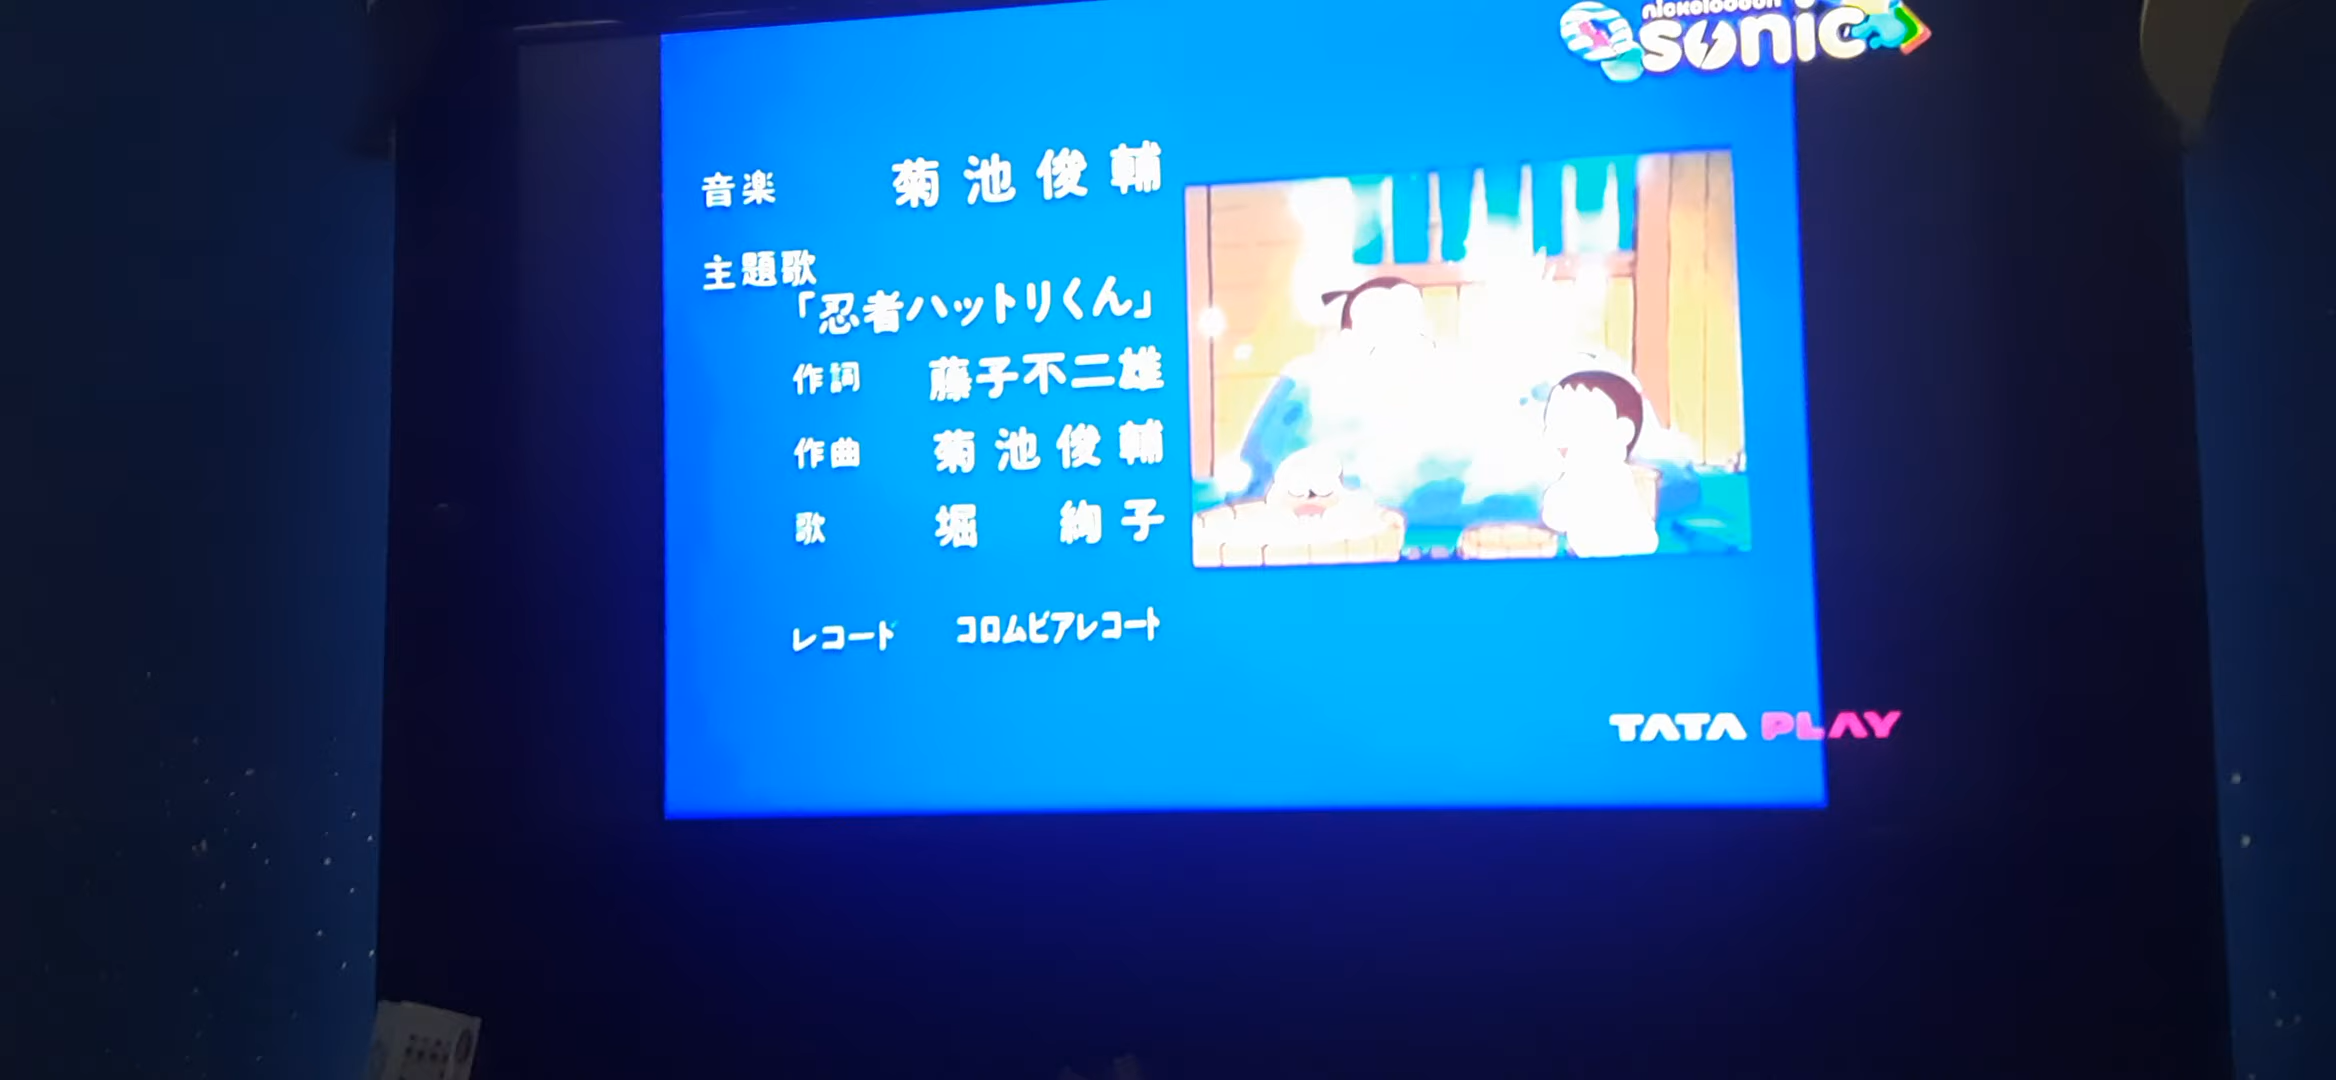 nickelodeon
sonic
音楽 菊池俊輔
主題歌
「忍者ハットリくん」
作詞 藤子不二雄
作曲 菊池俊輔
歌 堀 絢子
レコード コロムビアレコード
TATA PLAY